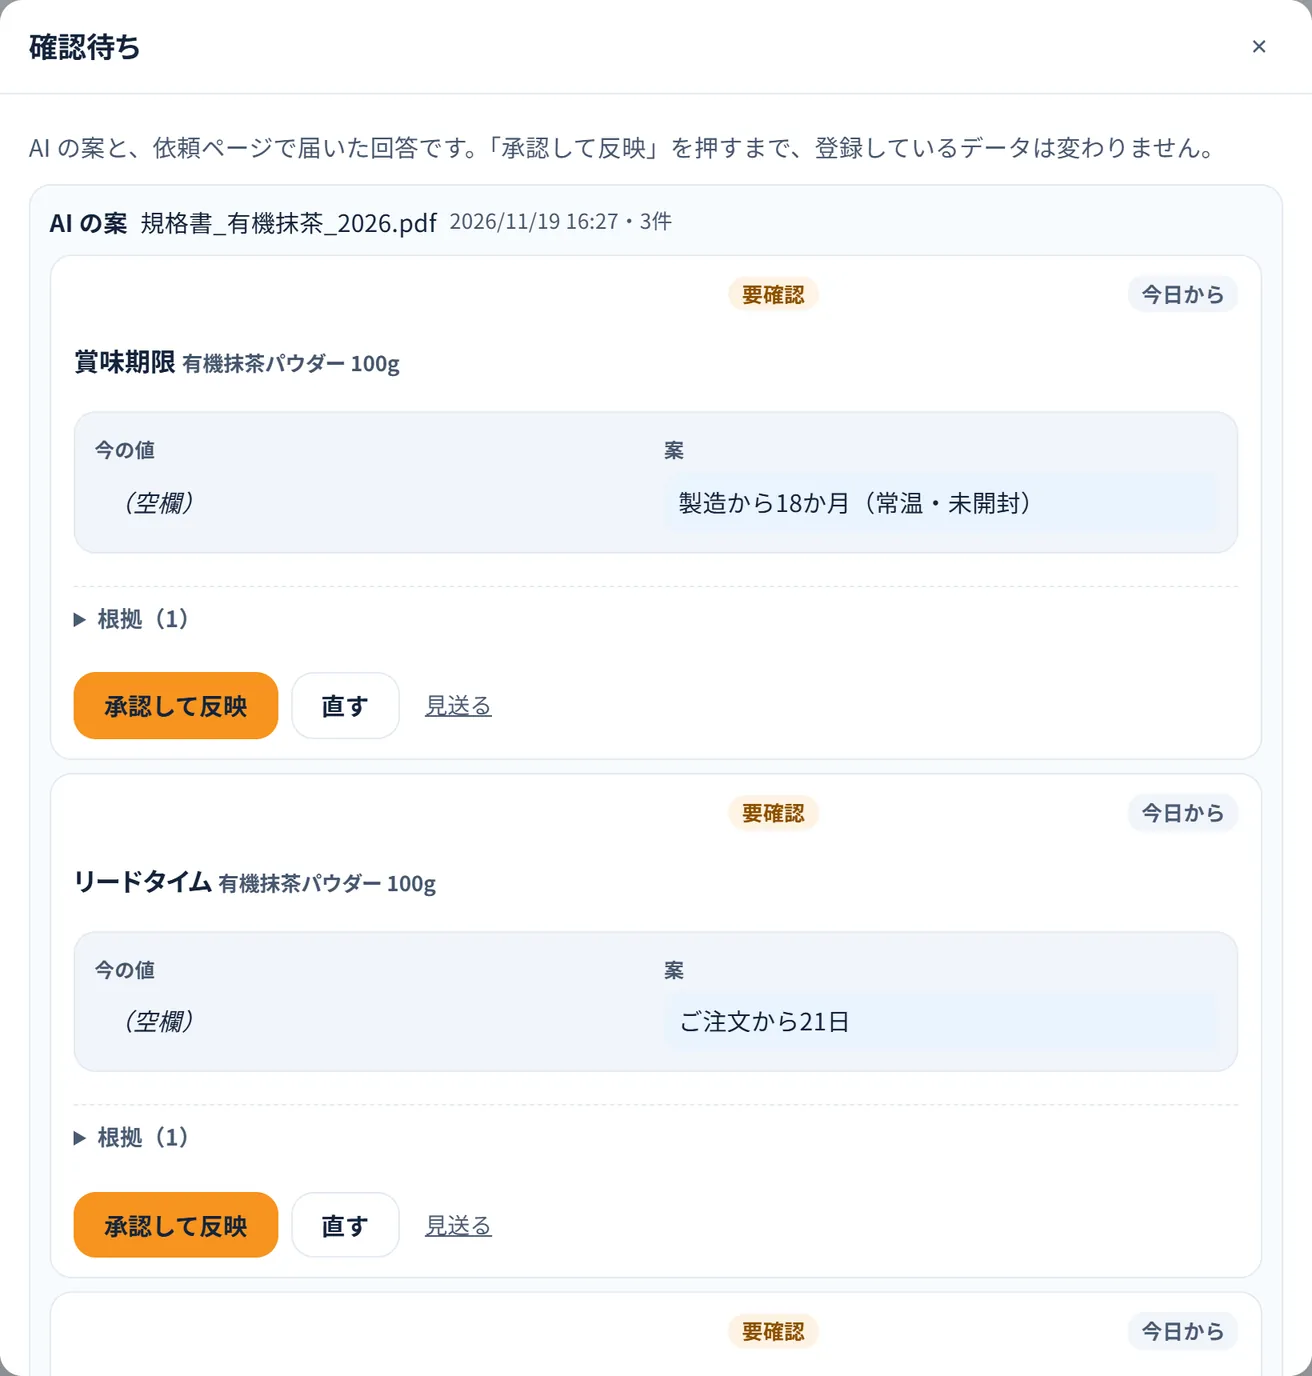 確認待ち ×
AI の案と、依頼ページで届いた回答です。「承認して反映」を押すまで、登録しているデータは変わりません。
AI の案 規格書_有機抹茶_2026.pdf 2026/11/19 16:27・3件
要確認 今日から
賞味期限 有機抹茶パウダー 100g
今の値 案
（空欄） 製造から18か月（常温・未開封）
▶ 根拠（1）
承認して反映 直す 見送る
要確認 今日から
リードタイム 有機抹茶パウダー 100g
今の値 案
（空欄） ご注文から21日
▶ 根拠（1）
承認して反映 直す 見送る
要確認 今日から